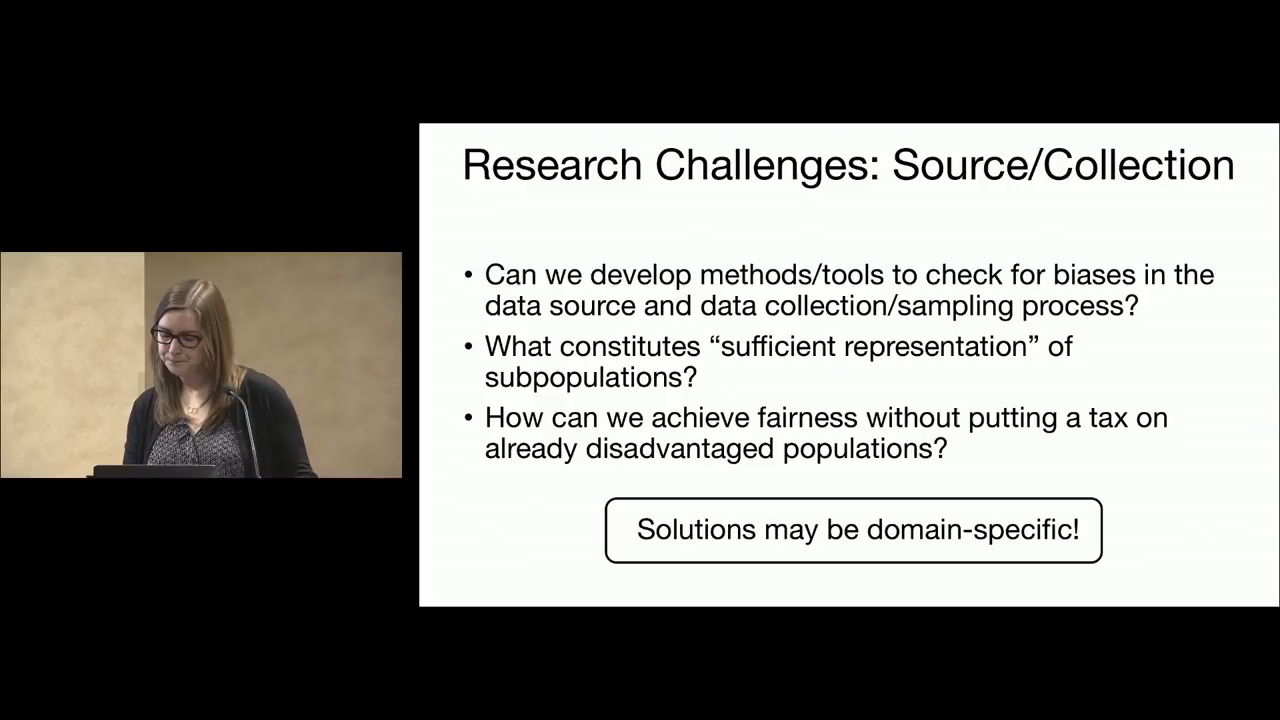 Research Challenges: Source/Collection
• Can we develop methods/tools to check for biases in the
data source and data collection/sampling process?
• What constitutes “sufficient representation” of
subpopulations?
• How can we achieve fairness without putting a tax on
already disadvantaged populations?
Solutions may be domain-specific!